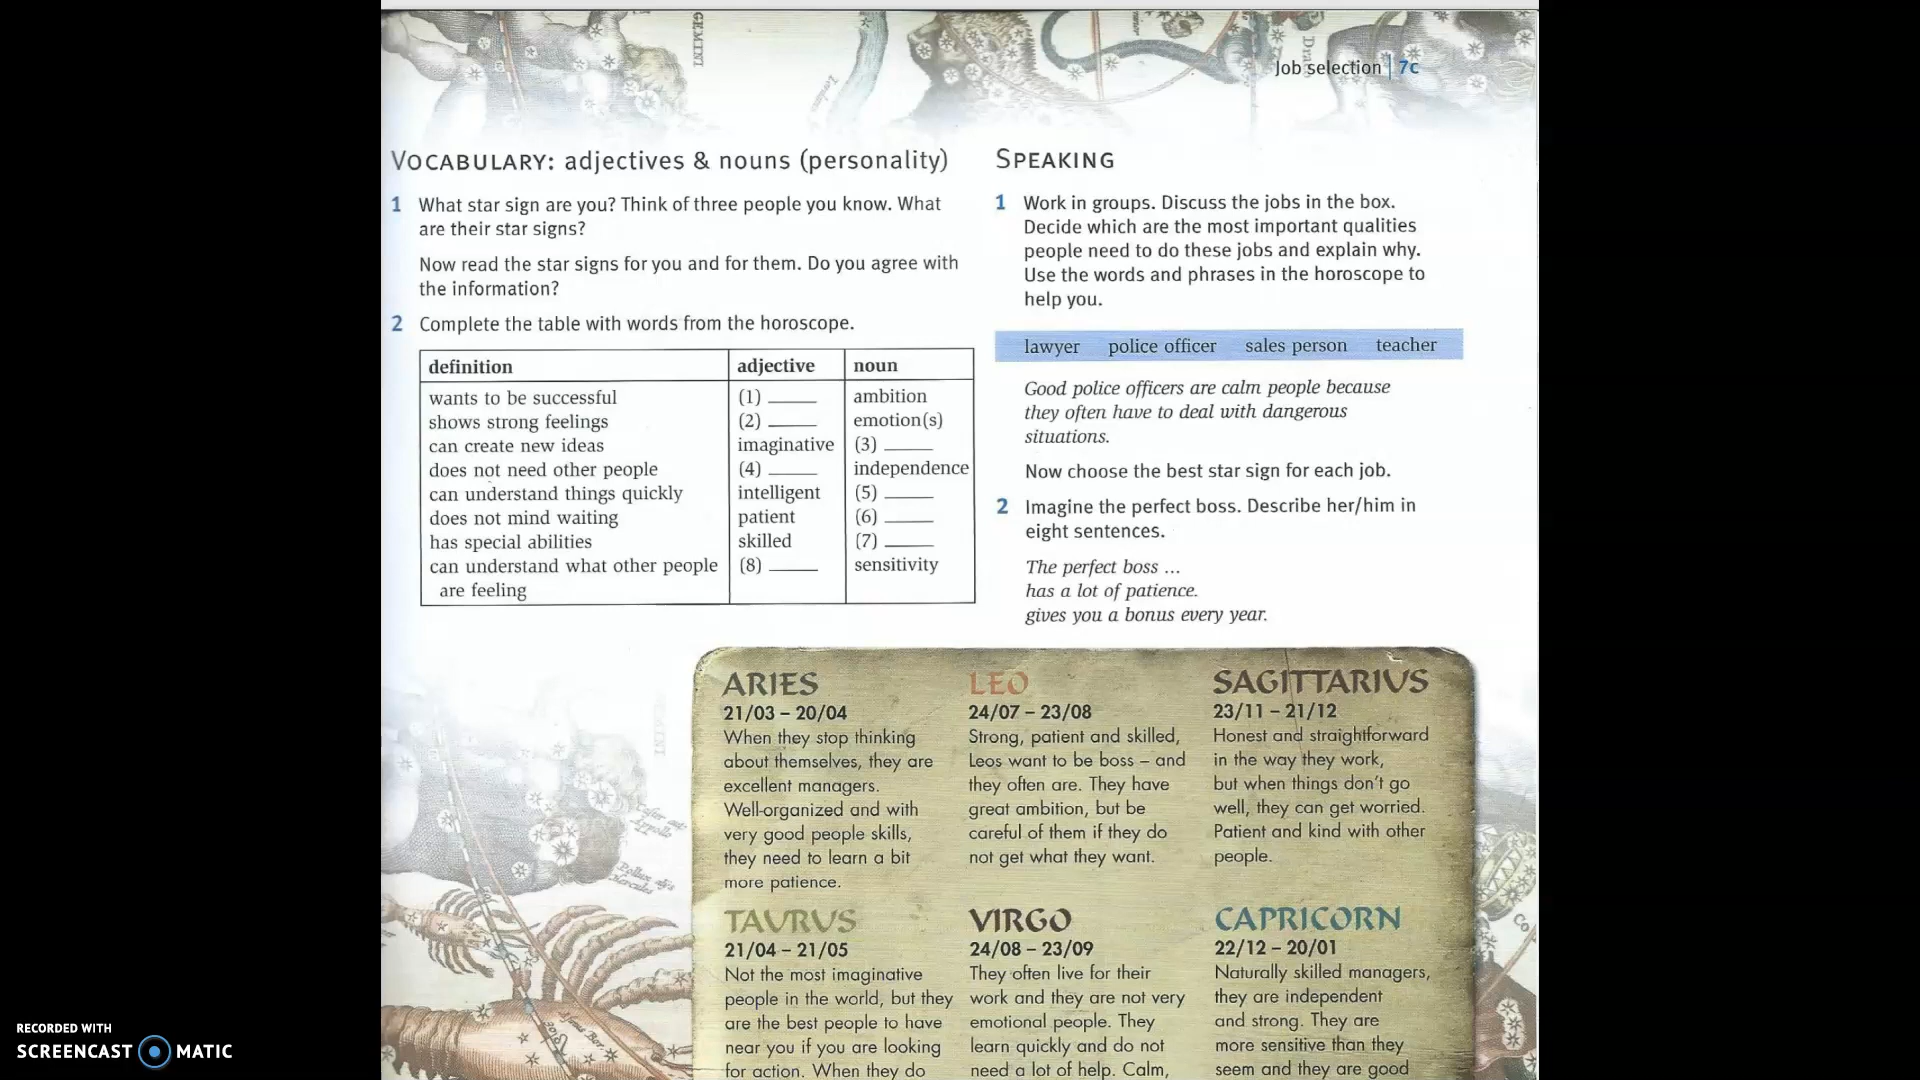 GEMINI
Job selection | 7c
VOCABULARY: adjectives & nouns (personality)
1 What star sign are you? Think of three people you know. What
are their star signs?
Now read the star signs for you and for them. Do you agree with
the information?
2 Complete the table with words from the horoscope.
definition adjective noun
wants to be successful (1) _____ ambition
shows strong feelings (2) _____ emotion(s)
can create new ideas imaginative (3) _____
does not need other people (4) _____ independence
can understand things quickly intelligent (5) _____
does not mind waiting patient (6) _____
has special abilities skilled (7) _____
can understand what other people (8) _____ sensitivity
are feeling
SPEAKING
1 Work in groups. Discuss the jobs in the box.
Decide which are the most important qualities
people need to do these jobs and explain why.
Use the words and phrases in the horoscope to
help you.
lawyer police officer sales person teacher
Good police officers are calm people because
they often have to deal with dangerous
situations.
Now choose the best star sign for each job.
2 Imagine the perfect boss. Describe her/him in
eight sentences.
The perfect boss ...
has a lot of patience.
gives you a bonus every year.
ARIES
21/03 – 20/04
When they stop thinking
about themselves, they are
excellent managers.
Well-organized and with
very good people skills,
they need to learn a bit
more patience.
LEO
24/07 – 23/08
Strong, patient and skilled,
Leos want to be boss – and
they often are. They have
great ambition, but be
careful of them if they do
not get what they want.
SAGITTARIUS
23/11 – 21/12
Honest and straightforward
in the way they work,
but when things don't go
well, they can get worried.
Patient and kind with other
people.
TAURUS
21/04 – 21/05
Not the most imaginative
people in the world, but they
are the best people to have
near you if you are looking
for action. When they do
VIRGO
24/08 – 23/09
They often live for their
work and they are not very
emotional people. They
learn quickly and do not
need a lot of help. Calm,
CAPRICORN
22/12 – 20/01
Naturally skilled managers,
they are independent
and strong. They are
more sensitive than they
seem and they are good
RECORDED WITH
SCREENCAST MATIC